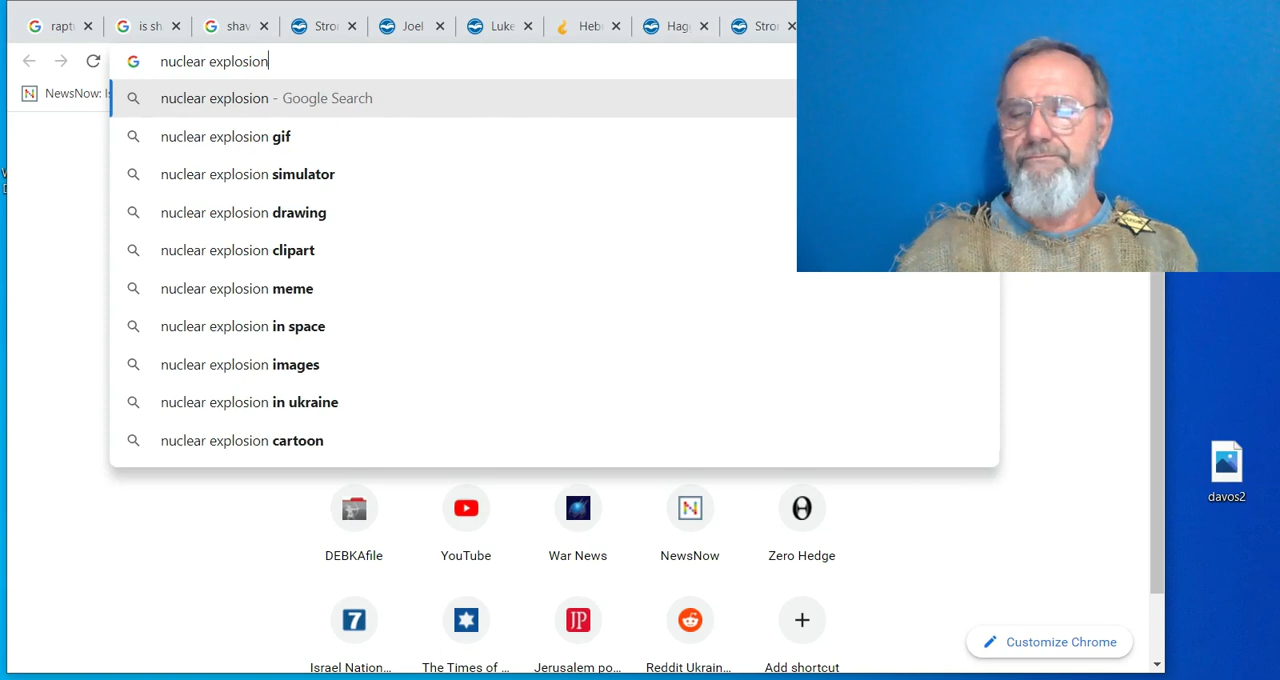 rapt
is sh
shav
Stro
Joel
Luke
Heb
Hag
Stro
nuclear explosion
NewsNow: Is
nuclear explosion - Google Search
nuclear explosion gif
nuclear explosion simulator
nuclear explosion drawing
nuclear explosion clipart
nuclear explosion meme
nuclear explosion in space
nuclear explosion images
nuclear explosion in ukraine
nuclear explosion cartoon
davos2
DEBKAfile
YouTube
War News
NewsNow
Zero Hedge
7
JP
Israel Nation...
The Times of ...
Jerusalem po...
Reddit Ukrain...
Add shortcut
Customize Chrome